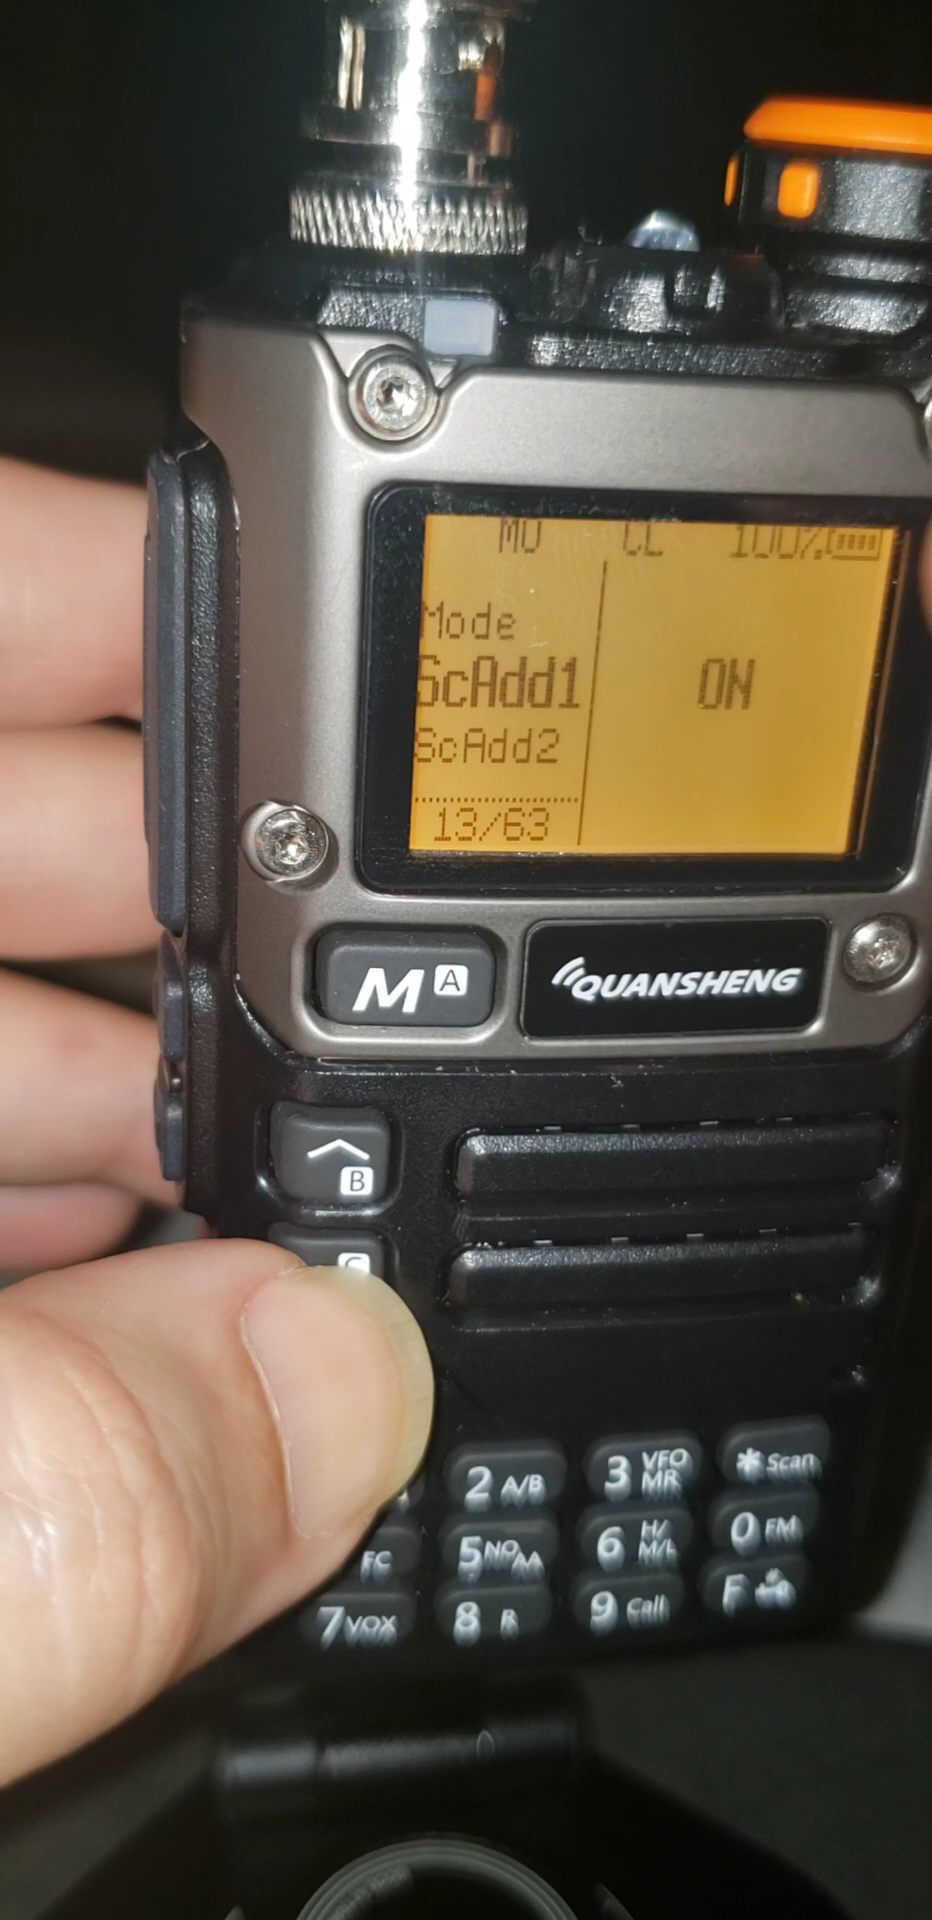 MO CL 100%
Mode
ScAdd1 ON
ScAdd2
13/63
M A
QUANSHENG
B
2 A/B 3 VFO MR * Scan
FC 5 NOAA 6 H/M/L 0 FM
7 VOX 8 R 9 Call F